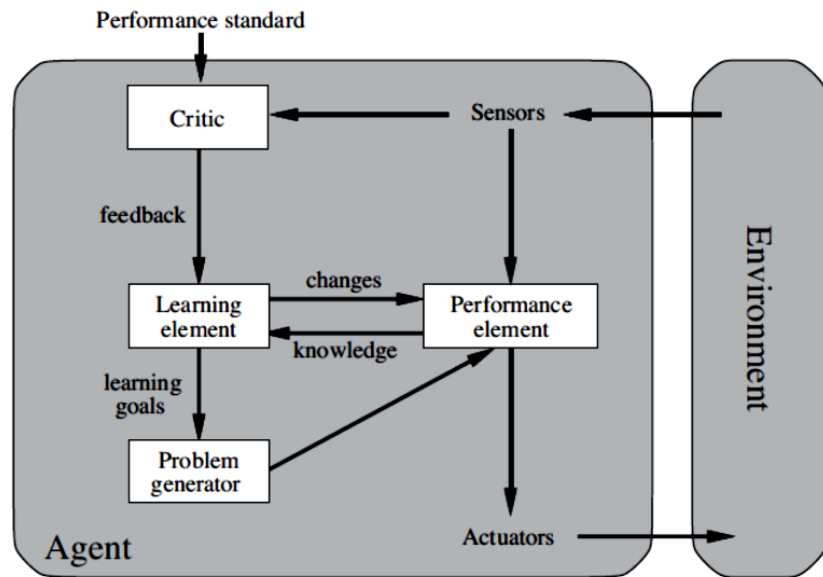 Performance standard
Critic
Sensors
feedback
changes
Learning
element
Performance
element
knowledge
learning
goals
Problem
generator
Agent
Actuators
Environment